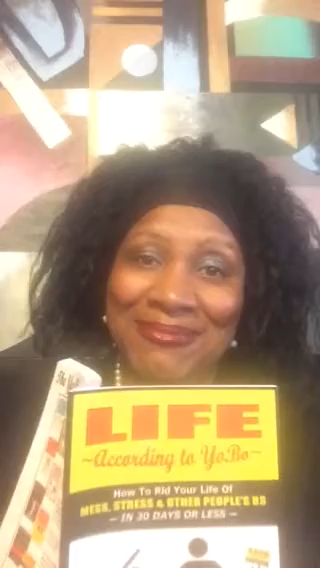 LIFE
~According to YoBo~
How To Rid Your Life Of
MESS, STRESS & OTHER PEOPLE'S BS
— IN 30 DAYS OR LESS —